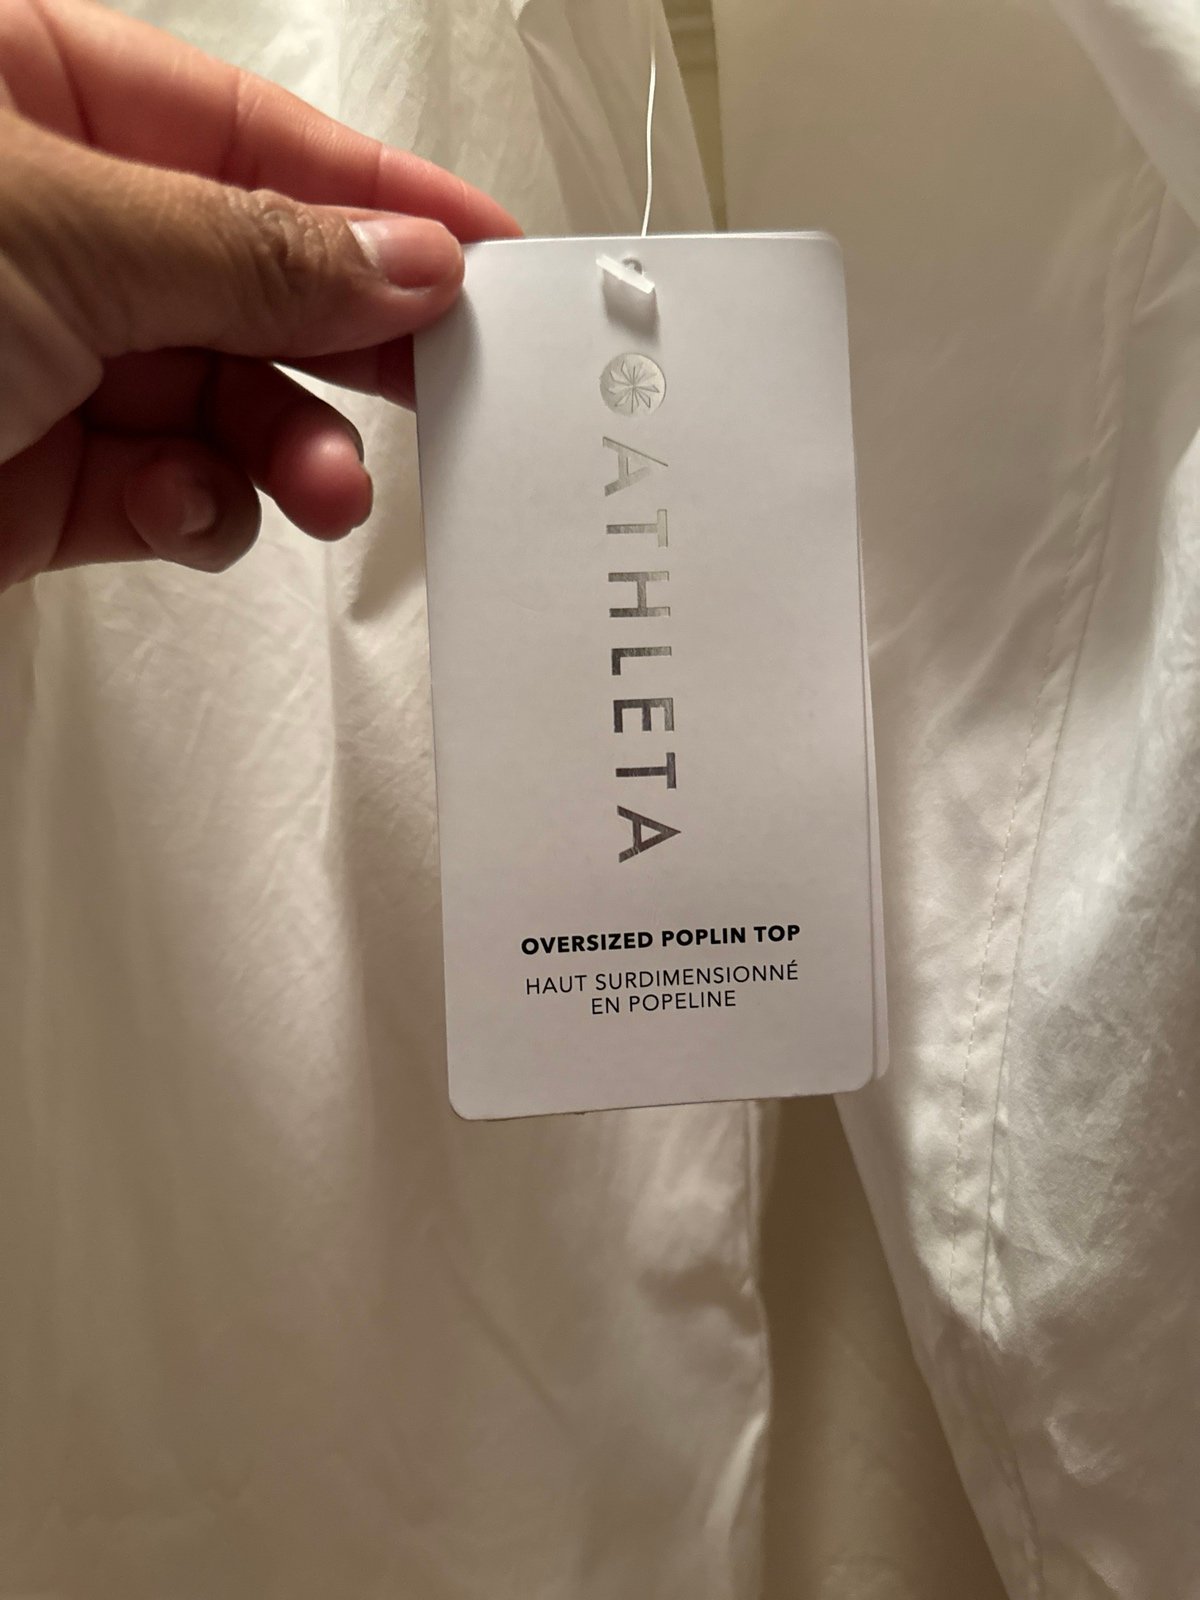 ATHLETA
OVERSIZED POPLIN TOP
HAUT SURDIMENSIONNÉ
EN POPELINE